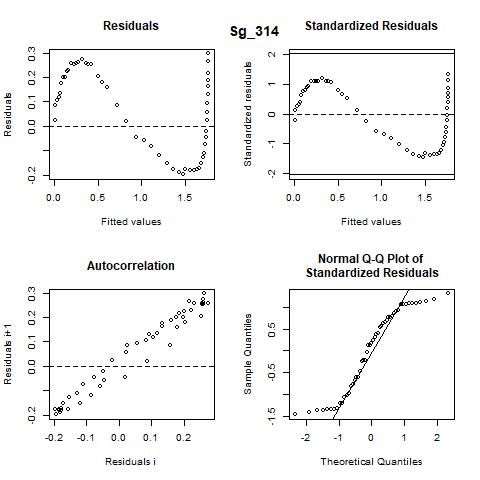 Sg_314
Residuals
Residuals
-0.2 0.0 0.1 0.2 0.3
0.0 0.5 1.0 1.5
Fitted values
Standardized Residuals
Standardized residuals
-2 -1 0 1 2
0.0 0.5 1.0 1.5
Fitted values
Autocorrelation
Residuals i+1
-0.2 0.0 0.1 0.2 0.3
-0.2 -0.1 0.0 0.1 0.2
Residuals i
Normal Q-Q Plot of
Standardized Residuals
Sample Quantiles
-1.5 -0.5 0.5
-2 -1 0 1 2
Theoretical Quantiles